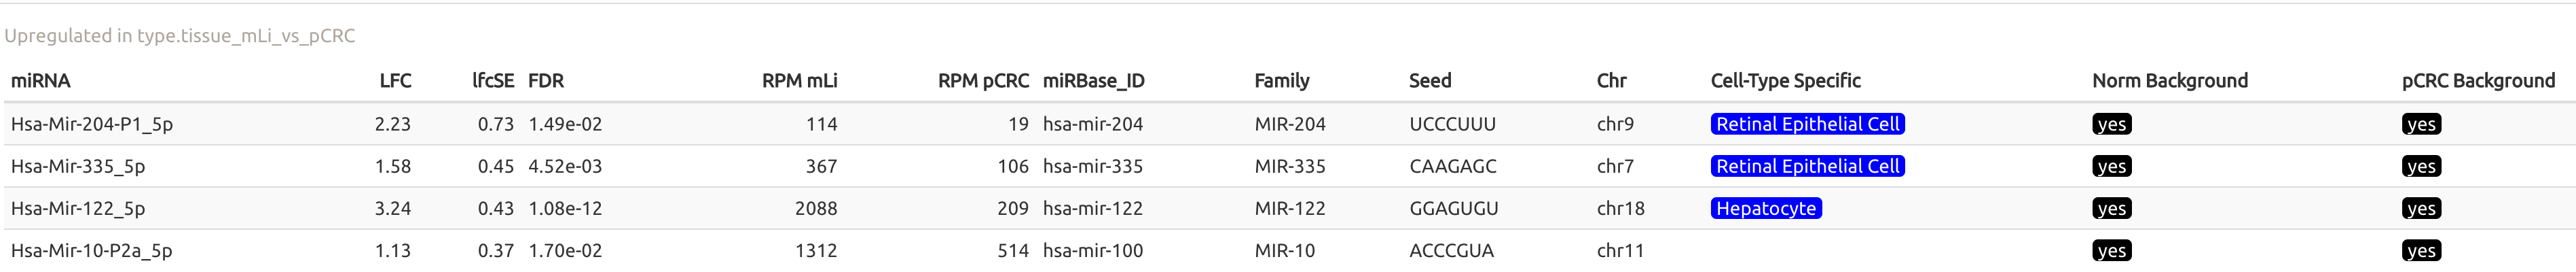 Upregulated in type.tissue_mLi_vs_pCRC
miRNA LFC lfcSE FDR RPM mLi RPM pCRC miRBase_ID Family Seed Chr Cell-Type Specific Norm Background pCRC Background
Hsa-Mir-204-P1_5p 2.23 0.73 1.49e-02 114 19 hsa-mir-204 MIR-204 UCCCUUU chr9 Retinal Epithelial Cell yes yes
Hsa-Mir-335_5p 1.58 0.45 4.52e-03 367 106 hsa-mir-335 MIR-335 CAAGAGC chr7 Retinal Epithelial Cell yes yes
Hsa-Mir-122_5p 3.24 0.43 1.08e-12 2088 209 hsa-mir-122 MIR-122 GGAGUGU chr18 Hepatocyte yes yes
Hsa-Mir-10-P2a_5p 1.13 0.37 1.70e-02 1312 514 hsa-mir-100 MIR-10 ACCCGUA chr11 yes yes